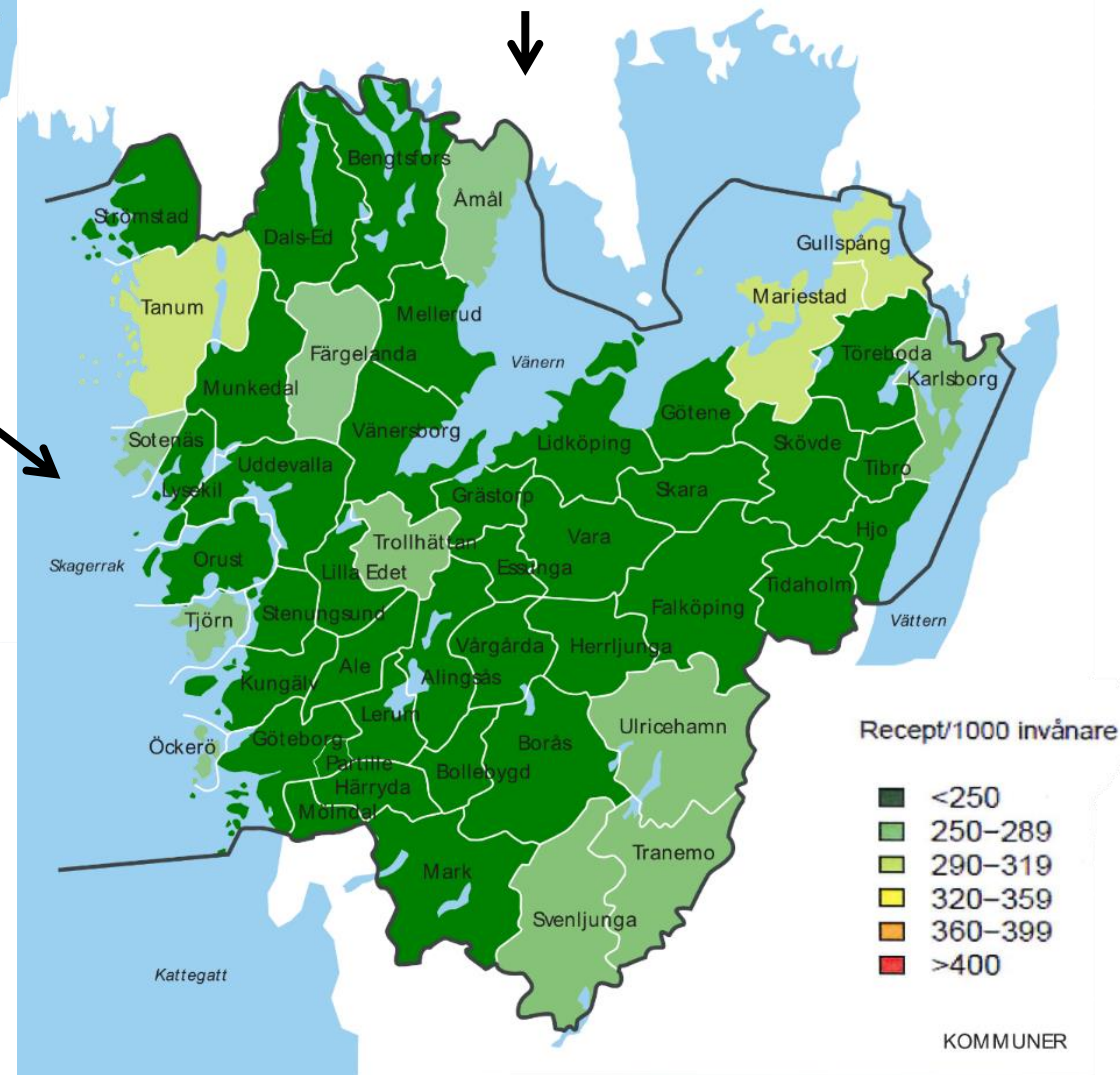 Bengtsfors
Åmål
Strömstad
Dals-Ed
Gullspång
Mariestad
Tanum
Mellerud
Färgelanda
Vänern
Töreboda
Karlsborg
Munkedal
Götene
Vänersborg
Sotenäs
Lidköping
Skövde
Uddevalla
Tibro
Lysekil
Grästorp
Skara
Hjo
Trollhättan
Vara
Orust
Skagerrak
Lilla Edet
Essunga
Tidaholm
Stenungsund
Falköping
Tjörn
Vättern
Vårgårda
Herrljunga
Ale
Alingsås
Kungälv
Lerum
Ulricehamn
Göteborg
Borås
Öckerö
Partille
Bollebygd
Härryda
Mölndal
Tranemo
Mark
Svenljunga
Kattegatt
Recept/1000 invånare
<250
250–289
290–319
320–359
360–399
>400
KOMMUNER